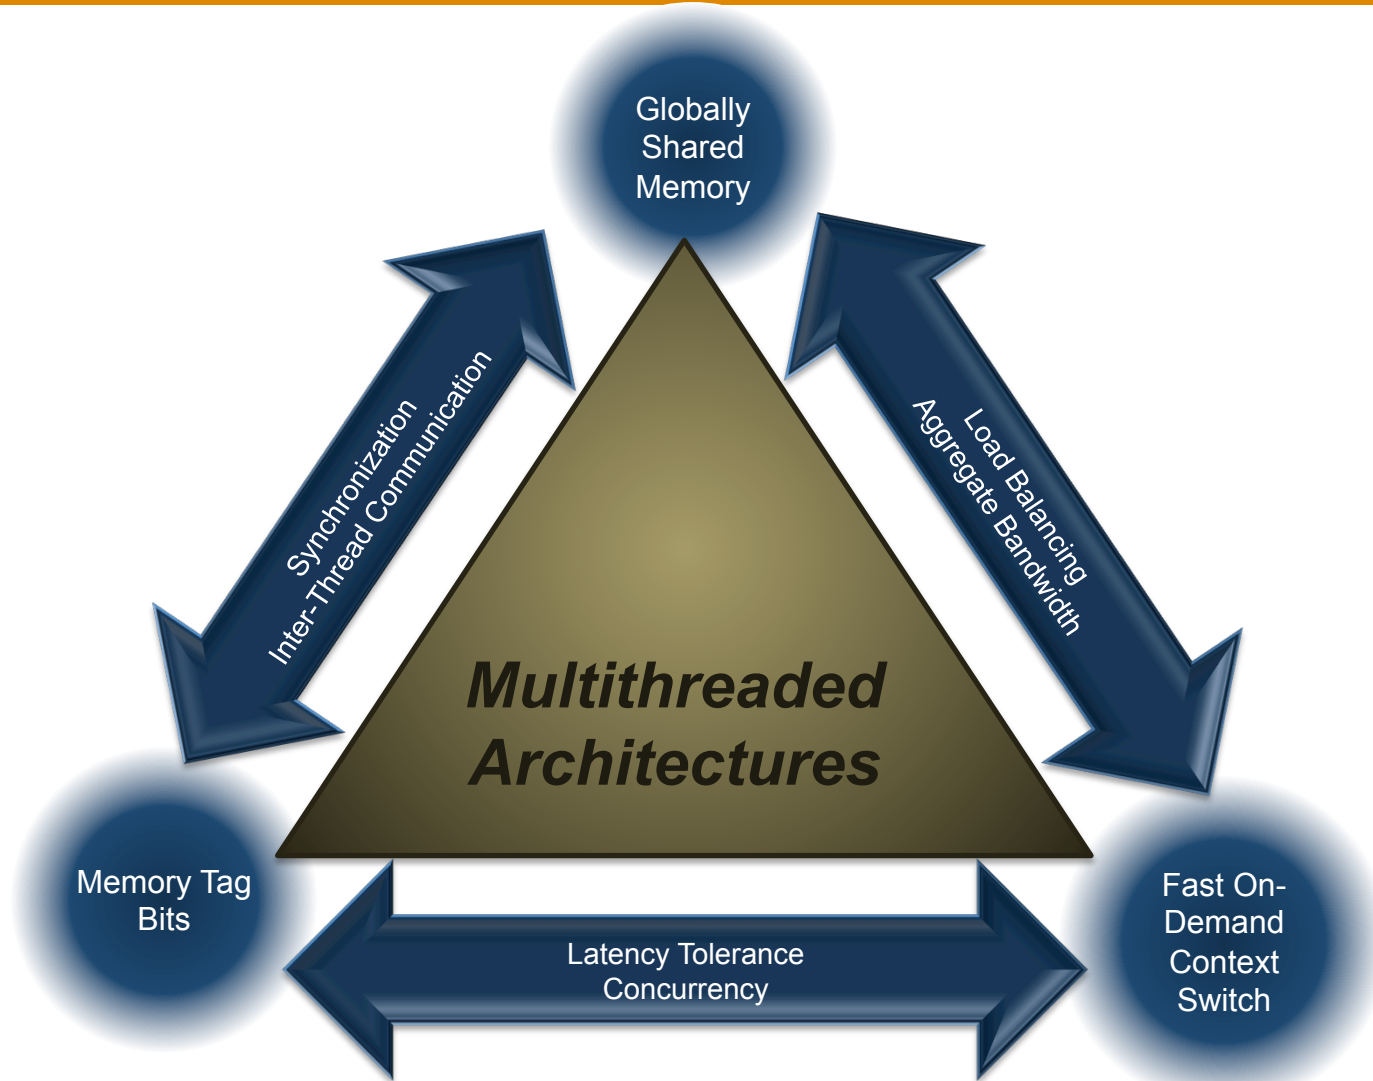 Globally
Shared
Memory
Synchronization
Inter-Thread Communication
Load Balancing
Aggregate Bandwidth
Multithreaded
Architectures
Memory Tag
Bits
Latency Tolerance
Concurrency
Fast On-
Demand
Context
Switch